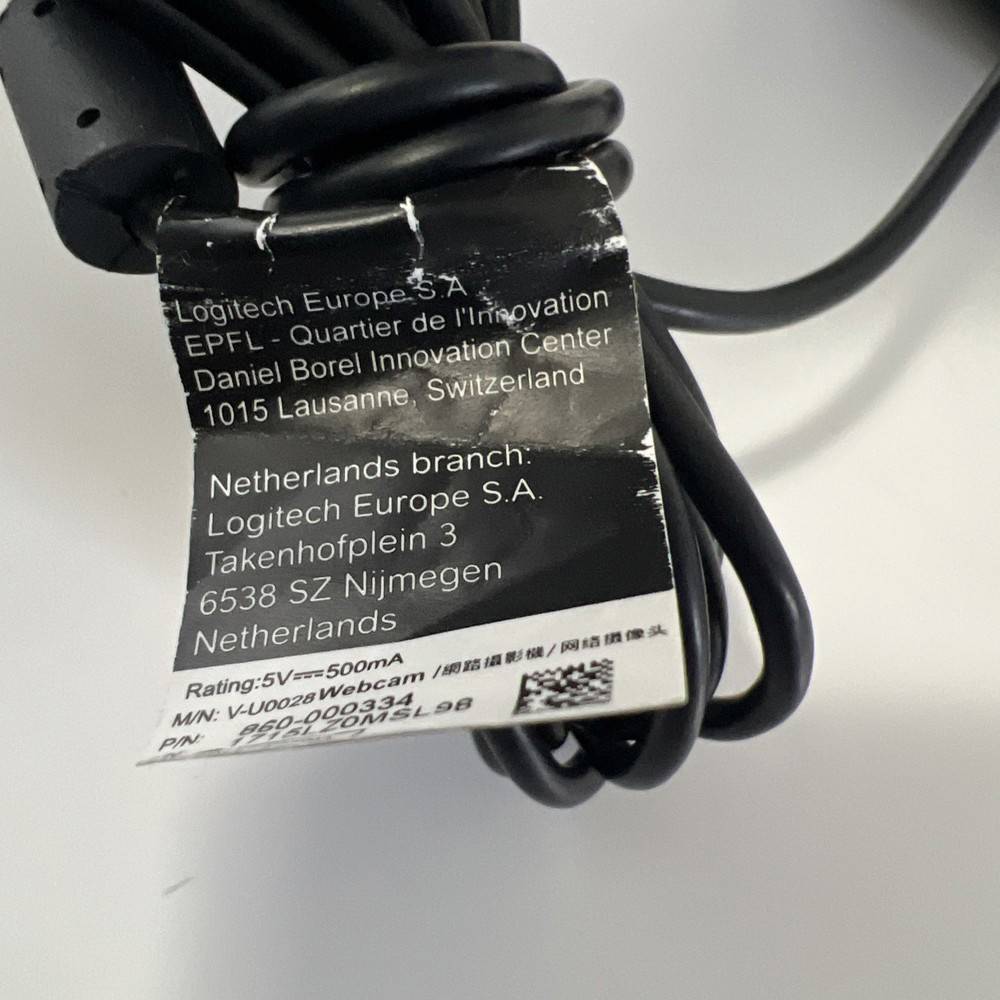 Logitech Europe S.A
EPFL - Quartier de l'Innovation
Daniel Borel Innovation Center
1015 Lausanne, Switzerland
Netherlands branch:
Logitech Europe S.A.
Takenhofplein 3
6538 SZ Nijmegen
Netherlands
Rating:5V⎓500mA
M/N: V-U0028 Webcam /網路攝影機/网络摄像头
P/N: 860-000334
1715LZ0MSL98